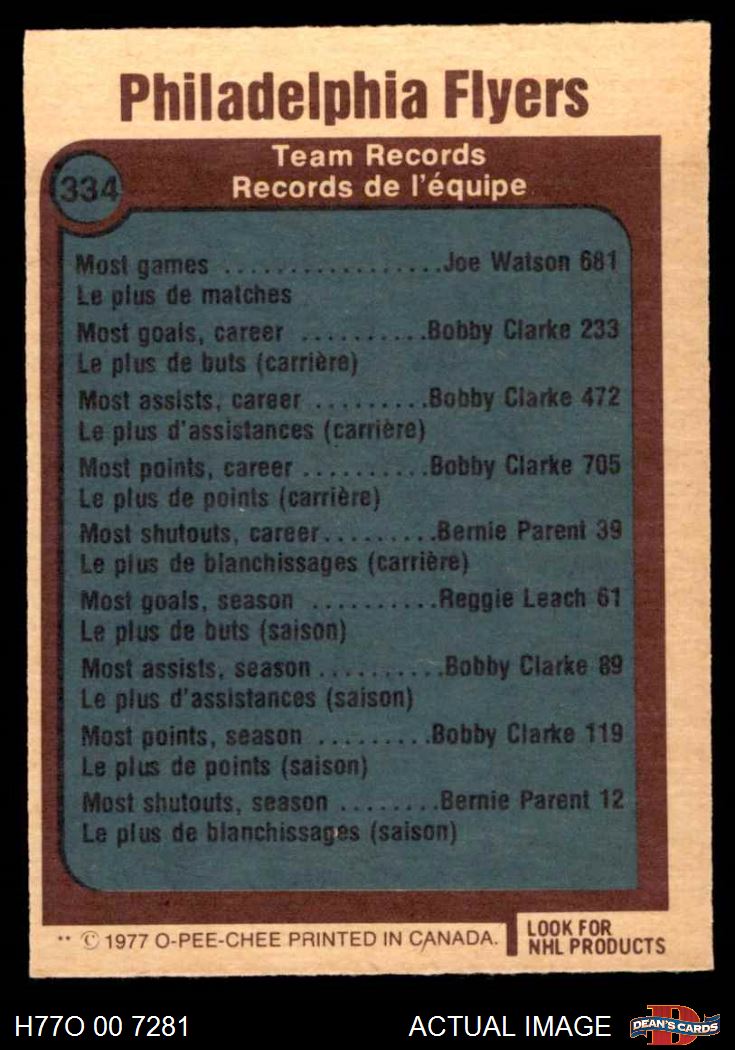 Philadelphia Flyers
334
Team Records
Records de l'équipe
Most games .................Joe Watson 681
Le plus de matches
Most goals, career ..........Bobby Clarke 233
Le plus de buts (carrière)
Most assists, career .........Bobby Clarke 472
Le plus d'assistances (carrière)
Most points, career ..........Bobby Clarke 705
Le plus de points (carrière)
Most shutouts, career.........Bernie Parent 39
Le plus de blanchissages (carrière)
Most goals, season ..........Reggie Leach 61
Le plus de buts (saison)
Most assists, season ..........Bobby Clarke 89
Le plus d'assistances (saison)
Most points, season .........Bobby Clarke 119
Le plus de points (saison)
Most shutouts, season ........Bernie Parent 12
Le plus de blanchissages (saison)
** © 1977 O-PEE-CHEE PRINTED IN CANADA.
LOOK FOR
NHL PRODUCTS
H77O 00 7281
ACTUAL IMAGE
D
DEAN'S CARDS